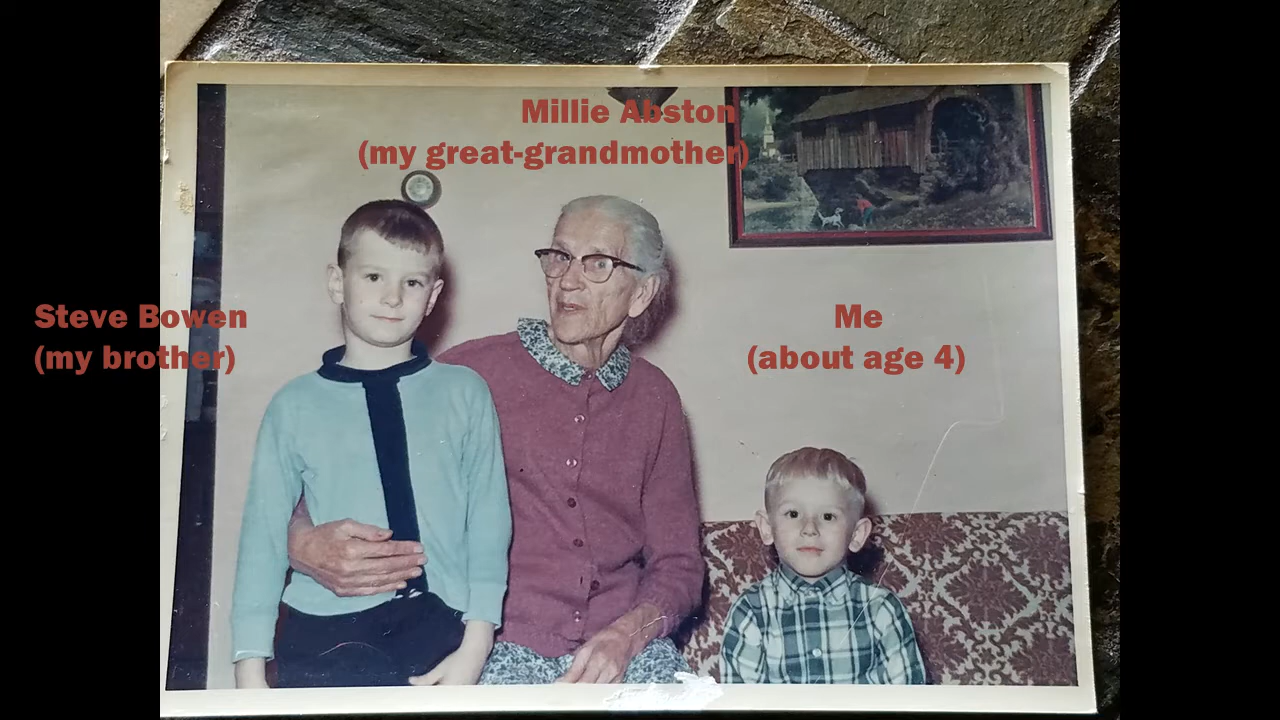 Millie Abston
(my great-grandmother)
Steve Bowen
(my brother)
Me
(about age 4)